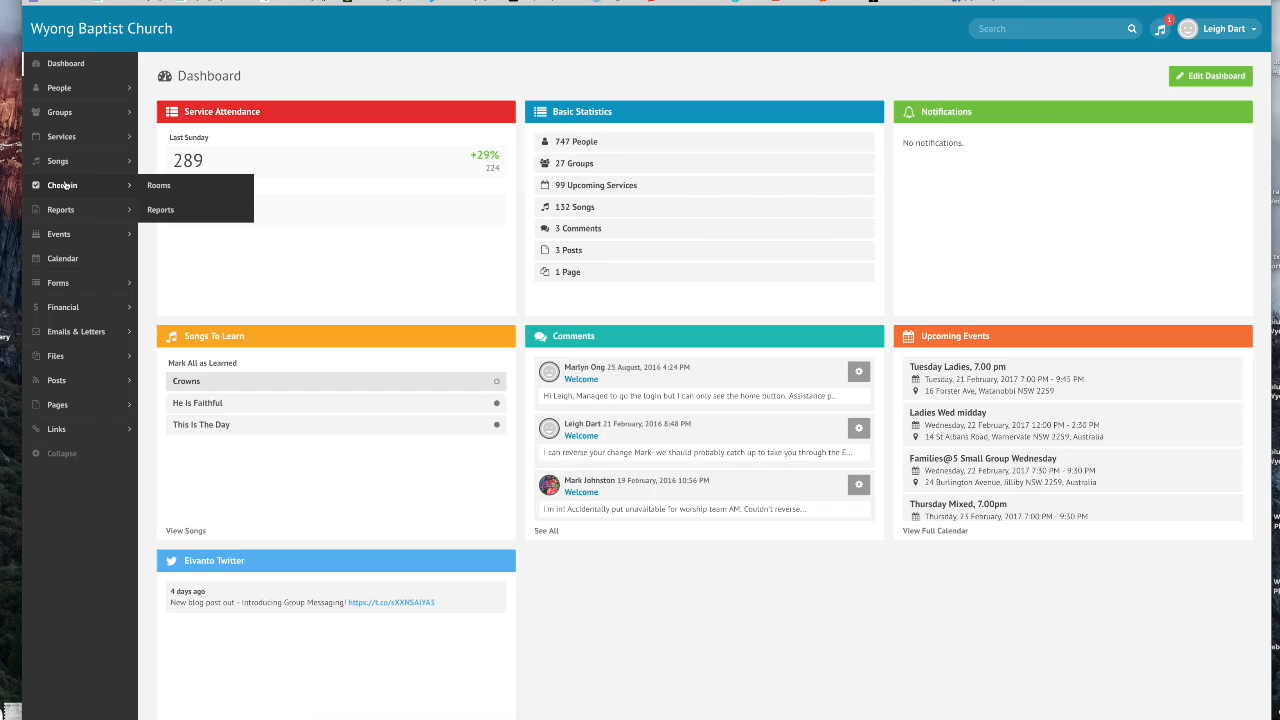 Wyong Baptist Church
Search
1
Leigh Dart
Dashboard
People
Groups
Services
Songs
Check-in
Reports
Events
Calendar
Forms
Financial
Emails & Letters
Files
Posts
Pages
Links
Collapse
Rooms
Reports
Dashboard
Edit Dashboard
Service Attendance
Last Sunday
289
+29%
224
Basic Statistics
747 People
27 Groups
99 Upcoming Services
132 Songs
3 Comments
3 Posts
1 Page
Notifications
No notifications.
Songs To Learn
Mark All as Learned
Crowns
He Is Faithful
This Is The Day
View Songs
Comments
Marlyn Ong 25 August, 2016 4:24 PM
Welcome
Hi Leigh, Managed to go the login but I can only see the home button. Assistance p...
Leigh Dart 21 February, 2016 8:48 PM
Welcome
I can reverse your change Mark- we should probably catch up to take you through the E...
Mark Johnston 19 February, 2016 10:56 PM
Welcome
I'm in! Accidentally put unavailable for worship team AM. Couldn't reverse...
See All
Upcoming Events
Tuesday Ladies, 7.00 pm
Tuesday, 21 February, 2017 7:00 PM - 9:45 PM
16 Forster Ave, Watanobbi NSW 2259
Ladies Wed midday
Wednesday, 22 February, 2017 12:00 PM - 2:30 PM
14 St Albans Road, Warnervale NSW 2259, Australia
Families@5 Small Group Wednesday
Wednesday, 22 February, 2017 7:30 PM - 9:30 PM
24 Burlington Avenue, Jilliby NSW 2259, Australia
Thursday Mixed, 7.00pm
Thursday, 23 February, 2017 7:00 PM - 9:30 PM
View Full Calendar
Elvanto Twitter
4 days ago
New blog post out - Introducing Group Messaging! https://t.co/sXXNSAlYA5